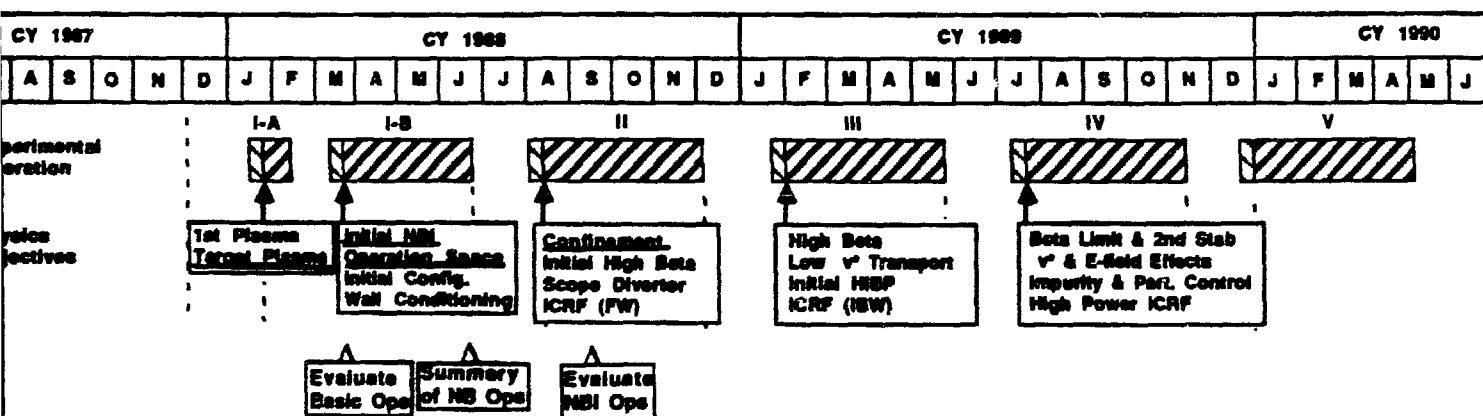 CY 1987 CY 1988 CY 1989 CY 1990
A S O N D J F M A M J J A S O N D J F M A M J J A S O N D J F M A M J
I-A I-B II III IV V
perimental
eration
ysics
jectives
1st Plasma
Target Plasma
Initial NBI
Operation Space
Initial Config.
Wall Conditioning
Confinament
Initial High Beta
Scope Diverter
ICRF (FW)
High Beta
Low ν* Transport
Initial HIBP
ICRF (IBW)
Beta Limit & 2nd Stab
ν* & E-field Effects
Impurity & Part. Control
High Power ICRF
Evaluate
Basic Ops
Summary
of NB Ops
Evaluate
NBI Ops